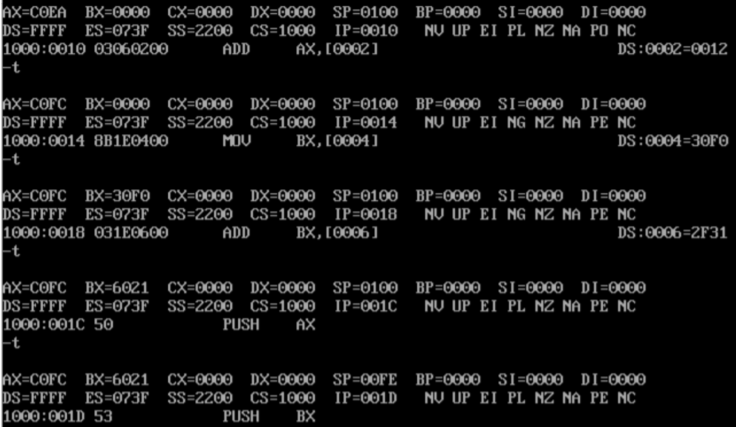 AX=C0EA BX=0000 CX=0000 DX=0000 SP=0100 BP=0000 SI=0000 DI=0000
DS=FFFF ES=073F SS=2200 CS=1000 IP=0010 NV UP EI PL NZ NA PO NC
1000:0010 03060200 ADD AX,[0002] DS:0002=0012
-t
AX=C0FC BX=0000 CX=0000 DX=0000 SP=0100 BP=0000 SI=0000 DI=0000
DS=FFFF ES=073F SS=2200 CS=1000 IP=0014 NV UP EI NG NZ NA PE NC
1000:0014 8B1E0400 MOV BX,[0004] DS:0004=30F0
-t
AX=C0FC BX=30F0 CX=0000 DX=0000 SP=0100 BP=0000 SI=0000 DI=0000
DS=FFFF ES=073F SS=2200 CS=1000 IP=0018 NV UP EI NG NZ NA PE NC
1000:0018 031E0600 ADD BX,[0006] DS:0006=2F31
-t
AX=C0FC BX=6021 CX=0000 DX=0000 SP=0100 BP=0000 SI=0000 DI=0000
DS=FFFF ES=073F SS=2200 CS=1000 IP=001C NV UP EI PL NZ NA PE NC
1000:001C 50 PUSH AX
-t
AX=C0FC BX=6021 CX=0000 DX=0000 SP=00FE BP=0000 SI=0000 DI=0000
DS=FFFF ES=073F SS=2200 CS=1000 IP=001D NV UP EI PL NZ NA PE NC
1000:001D 53 PUSH BX